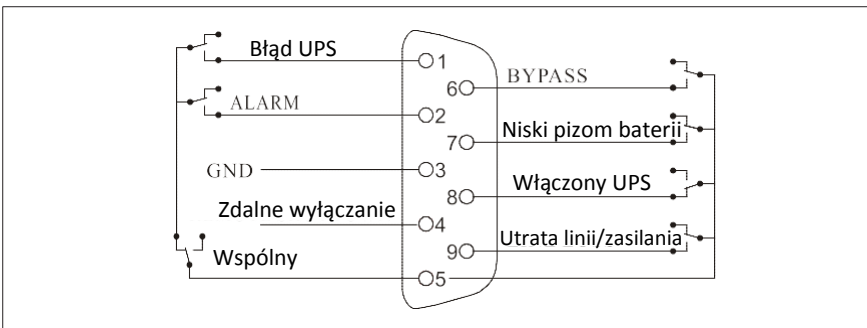 Błąd UPS
1
BYPASS
6
ALARM
2
Niski pizom baterii
7
GND
3
Włączony UPS
8
Zdalne wyłączanie
4
Utrata linii/zasilania
9
Wspólny
5